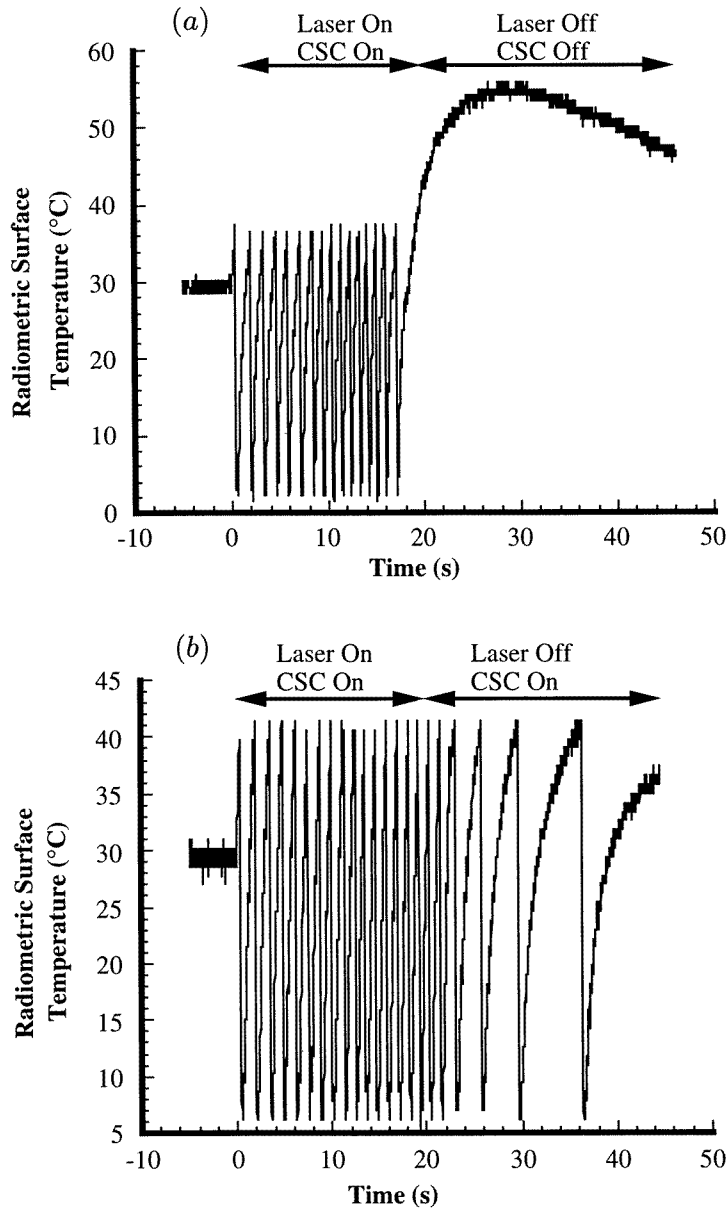 (a)
Laser On
CSC On
Laser Off
CSC Off
60
50
40
30
20
10
0
Radiometric Surface
Temperature (°C)
-10 0 10 20 30 40 50
Time (s)
(b)
Laser On
CSC On
Laser Off
CSC On
45
40
35
30
25
20
15
10
5
Radiometric Surface
Temperature (°C)
-10 0 10 20 30 40 50
Time (s)